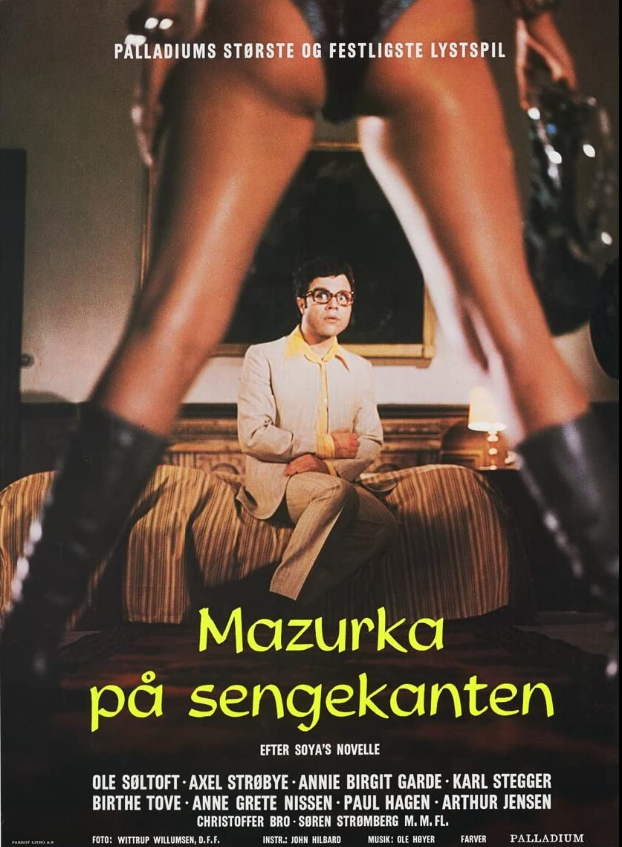 PALLADIUMS STØRSTE OG FESTLIGSTE LYSTSPIL
Mazurka
på sengekanten
EFTER SOYA'S NOVELLE
OLE SØLTOFT · AXEL STRØBYE · ANNIE BIRGIT GARDE · KARL STEGGER
BIRTHE TOVE · ANNE GRETE NISSEN · PAUL HAGEN · ARTHUR JENSEN
CHRISTOFFER BRO · SØREN STRØMBERG M. M. FL.
FOTO: WITTRUP WILLUMSEN, D.F.F. INSTR.: JOHN HILBARD MUSIK: OLE HØYER FARVER PALLADIUM